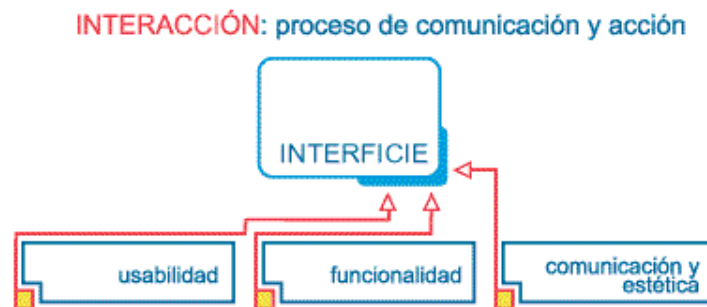 INTERACCIÓN: proceso de comunicación y acción
INTERFICIE
usabilidad
funcionalidad
comunicación y
estética